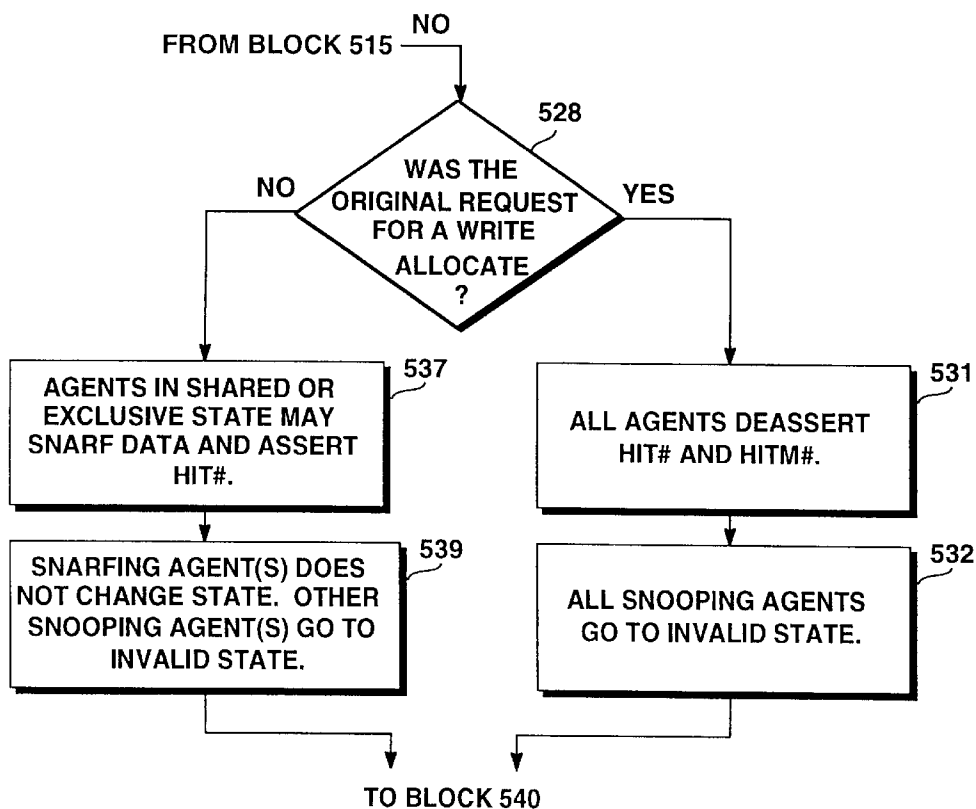 NO
FROM BLOCK 515
528
WAS THE
ORIGINAL REQUEST
FOR A WRITE
ALLOCATE
?
NO
YES
537
AGENTS IN SHARED OR
EXCLUSIVE STATE MAY
SNARF DATA AND ASSERT
HIT#.
531
ALL AGENTS DEASSERT
HIT# AND HITM#.
539
SNARFING AGENT(S) DOES
NOT CHANGE STATE. OTHER
SNOOPING AGENT(S) GO TO
INVALID STATE.
532
ALL SNOOPING AGENTS
GO TO INVALID STATE.
TO BLOCK 540